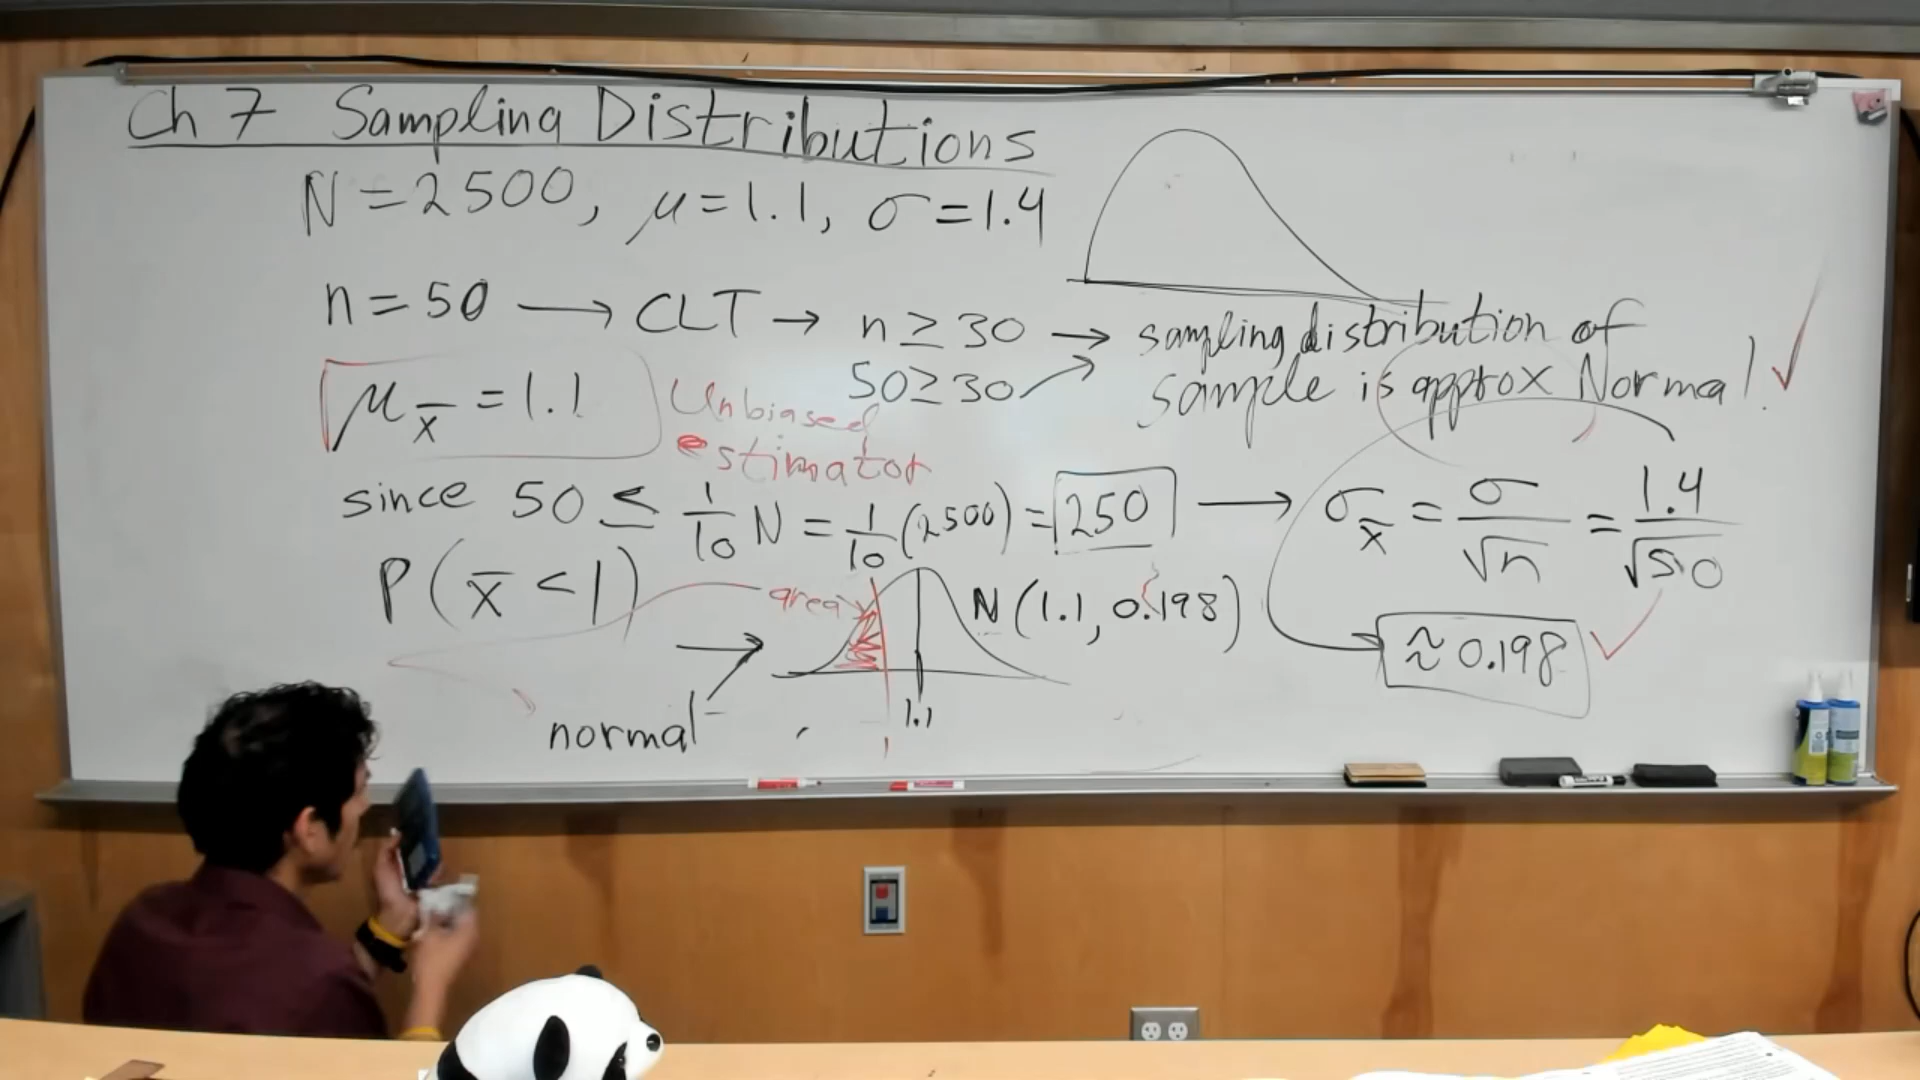 Ch 7 Sampling Distributions
N = 2500, μ = 1.1, σ = 1.4
n = 50 → CLT → n ≥ 30 → sampling distribution of
50 ≥ 30 sample is approx Normal! ✓
μ_x̄ = 1.1 Unbiased
estimator
since 50 ≤ 1/10 N = 1/10 (2500) = 250 → σ_x̄ = σ/√n = 1.4/√50
P(x̄ < 1) area N(1.1, 0.198)
≈ 0.198 ✓
normal 1.1